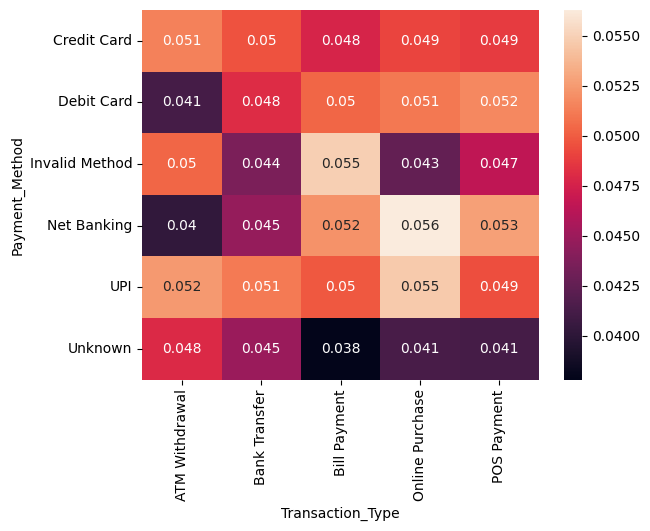 Payment_Method
Credit Card 0.051 0.05 0.048 0.049 0.049
Debit Card 0.041 0.048 0.05 0.051 0.052
Invalid Method 0.05 0.044 0.055 0.043 0.047
Net Banking 0.04 0.045 0.052 0.056 0.053
UPI 0.052 0.051 0.05 0.055 0.049
Unknown 0.048 0.045 0.038 0.041 0.041
ATM Withdrawal
Bank Transfer
Bill Payment
Online Purchase
POS Payment
Transaction_Type
0.0550
0.0525
0.0500
0.0475
0.0450
0.0425
0.0400